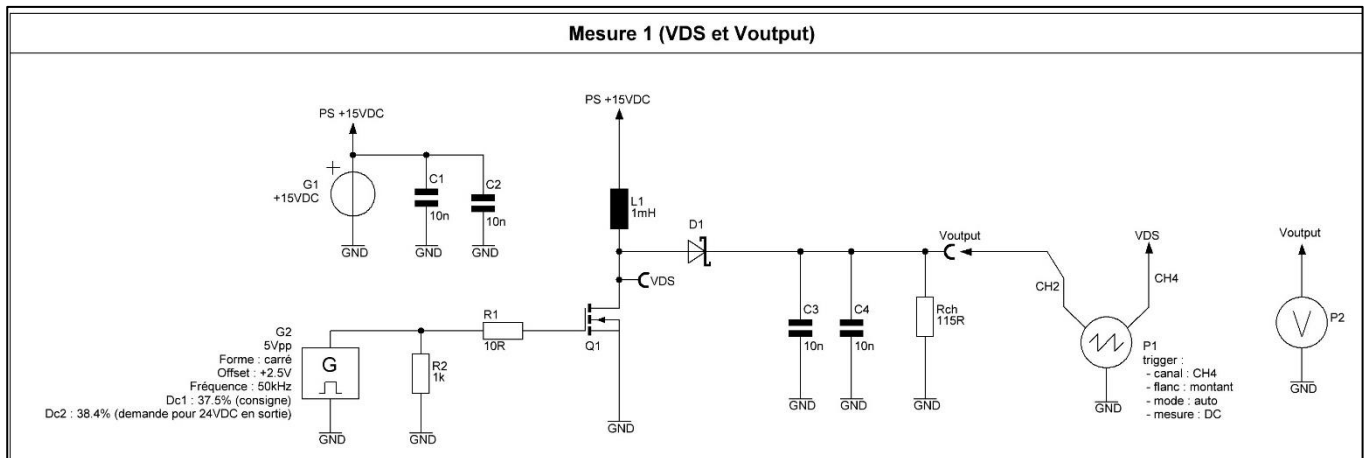 Mesure 1 (VDS et Voutput)
PS +15VDC
PS +15VDC
+
G1
+15VDC
C1
10n
C2
10n
GND
GND
GND
L1
1mH
D1
Voutput
VDS
CH2
CH4
VDS
Voutput
G2
5Vpp
Forme : carré
Offset : +2.5V
Fréquence : 50kHz
Dc1 : 37.5% (consigne)
Dc2 : 38.4% (demande pour 24VDC en sortie)
G
R1
10R
R2
1k
Q1
C3
10n
C4
10n
Rch
115R
P1
trigger :
- canal : CH4
- flanc : montant
- mode : auto
- mesure : DC
V
P2
GND
GND
GND
GND
GND
GND
GND
GND